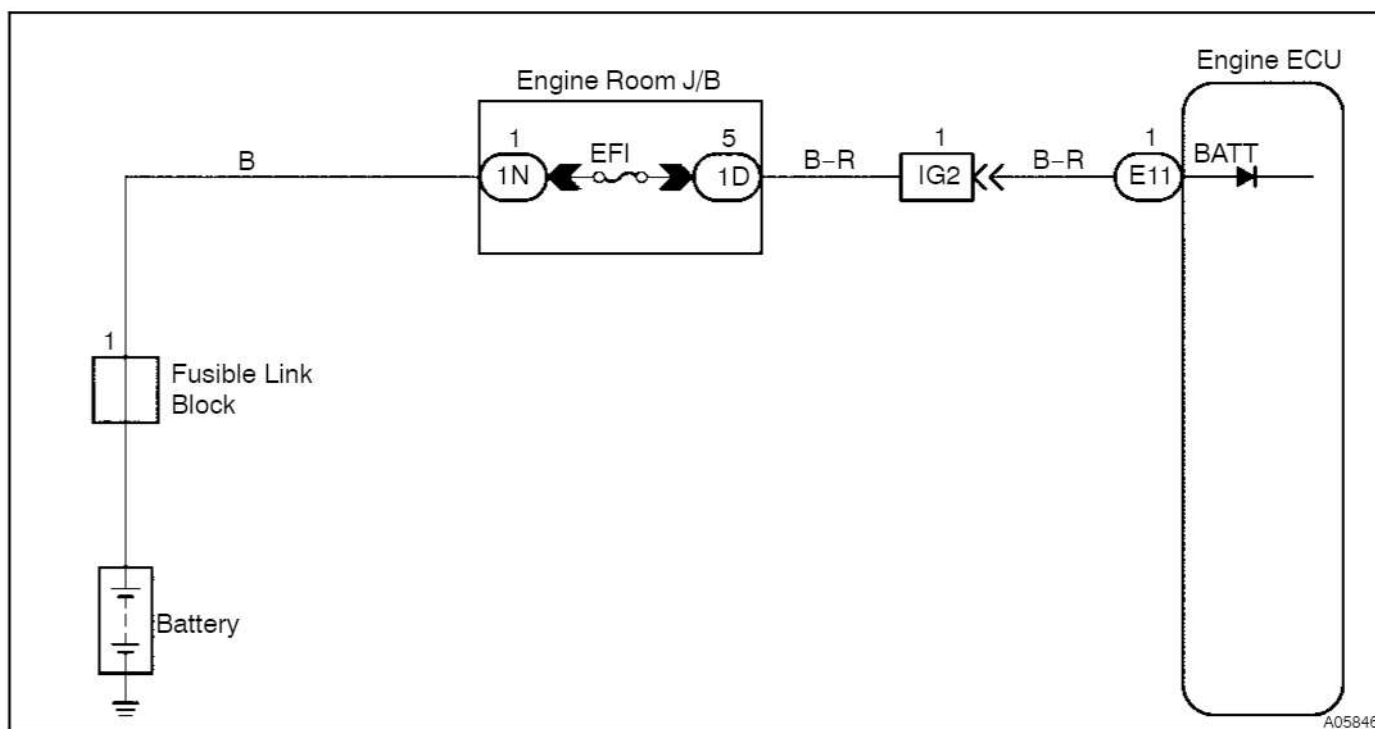 Engine ECU
Engine Room J/B
1
5
1
1
B
1N
EFI
1D
B–R
IG2
B–R
E11
BATT
1
Fusible Link
Block
Battery
A05846